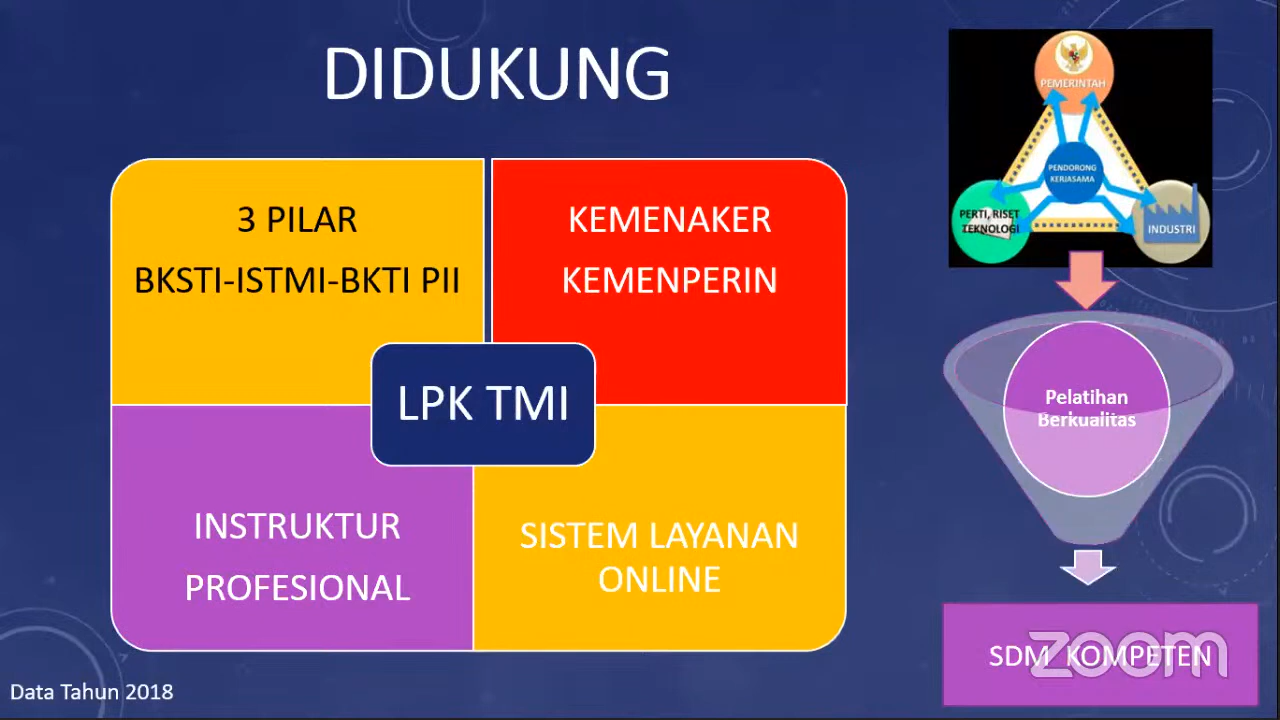 DIDUKUNG
3 PILAR
BKSTI-ISTMI-BKTI PII
KEMENAKER
KEMENPERIN
LPK TMI
INSTRUKTUR
PROFESIONAL
SISTEM LAYANAN
ONLINE
Data Tahun 2018
PEMERINTAH
PENDORONG
KERJASAMA
PERTI, RISET
TEKNOLOGI
INDUSTRI
Pelatihan
Berkualitas
SDM KOMPETEN
zoom